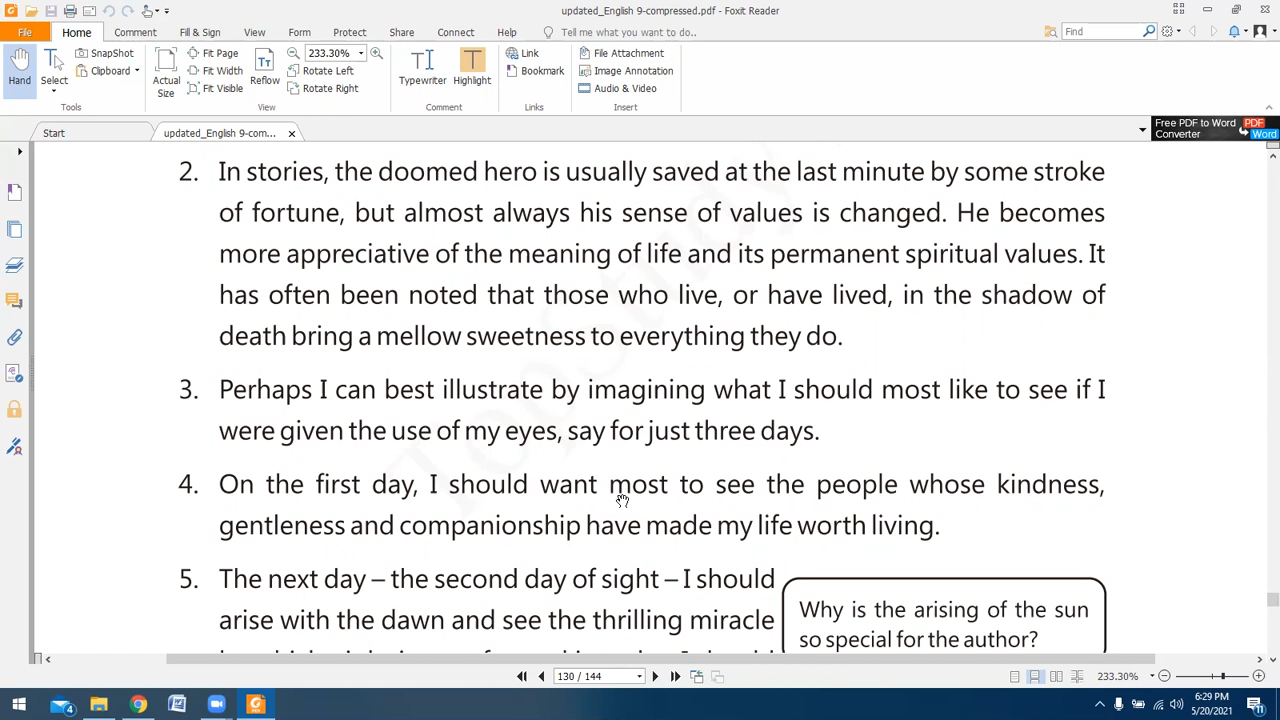 updated_English 9-compressed.pdf - Foxit Reader
File Home Comment Fill & Sign View Form Protect Share Connect Help Tell me what you want to do.. Find
Hand Select SnapShot Clipboard Actual Size Fit Page Fit Width Fit Visible Reflow 233.30% Rotate Left Rotate Right Typewriter Highlight Link Bookmark File Attachment Image Annotation Audio & Video
Tools View Comment Links Insert
Start updated_English 9-com... Free PDF to Word Converter PDF Word
2. In stories, the doomed hero is usually saved at the last minute by some stroke
of fortune, but almost always his sense of values is changed. He becomes
more appreciative of the meaning of life and its permanent spiritual values. It
has often been noted that those who live, or have lived, in the shadow of
death bring a mellow sweetness to everything they do.
3. Perhaps I can best illustrate by imagining what I should most like to see if I
were given the use of my eyes, say for just three days.
4. On the first day, I should want most to see the people whose kindness,
gentleness and companionship have made my life worth living.
5. The next day – the second day of sight – I should
arise with the dawn and see the thrilling miracle
Why is the arising of the sun
so special for the author?
130 / 144 233.30%
4 6:29 PM
5/20/2021 11